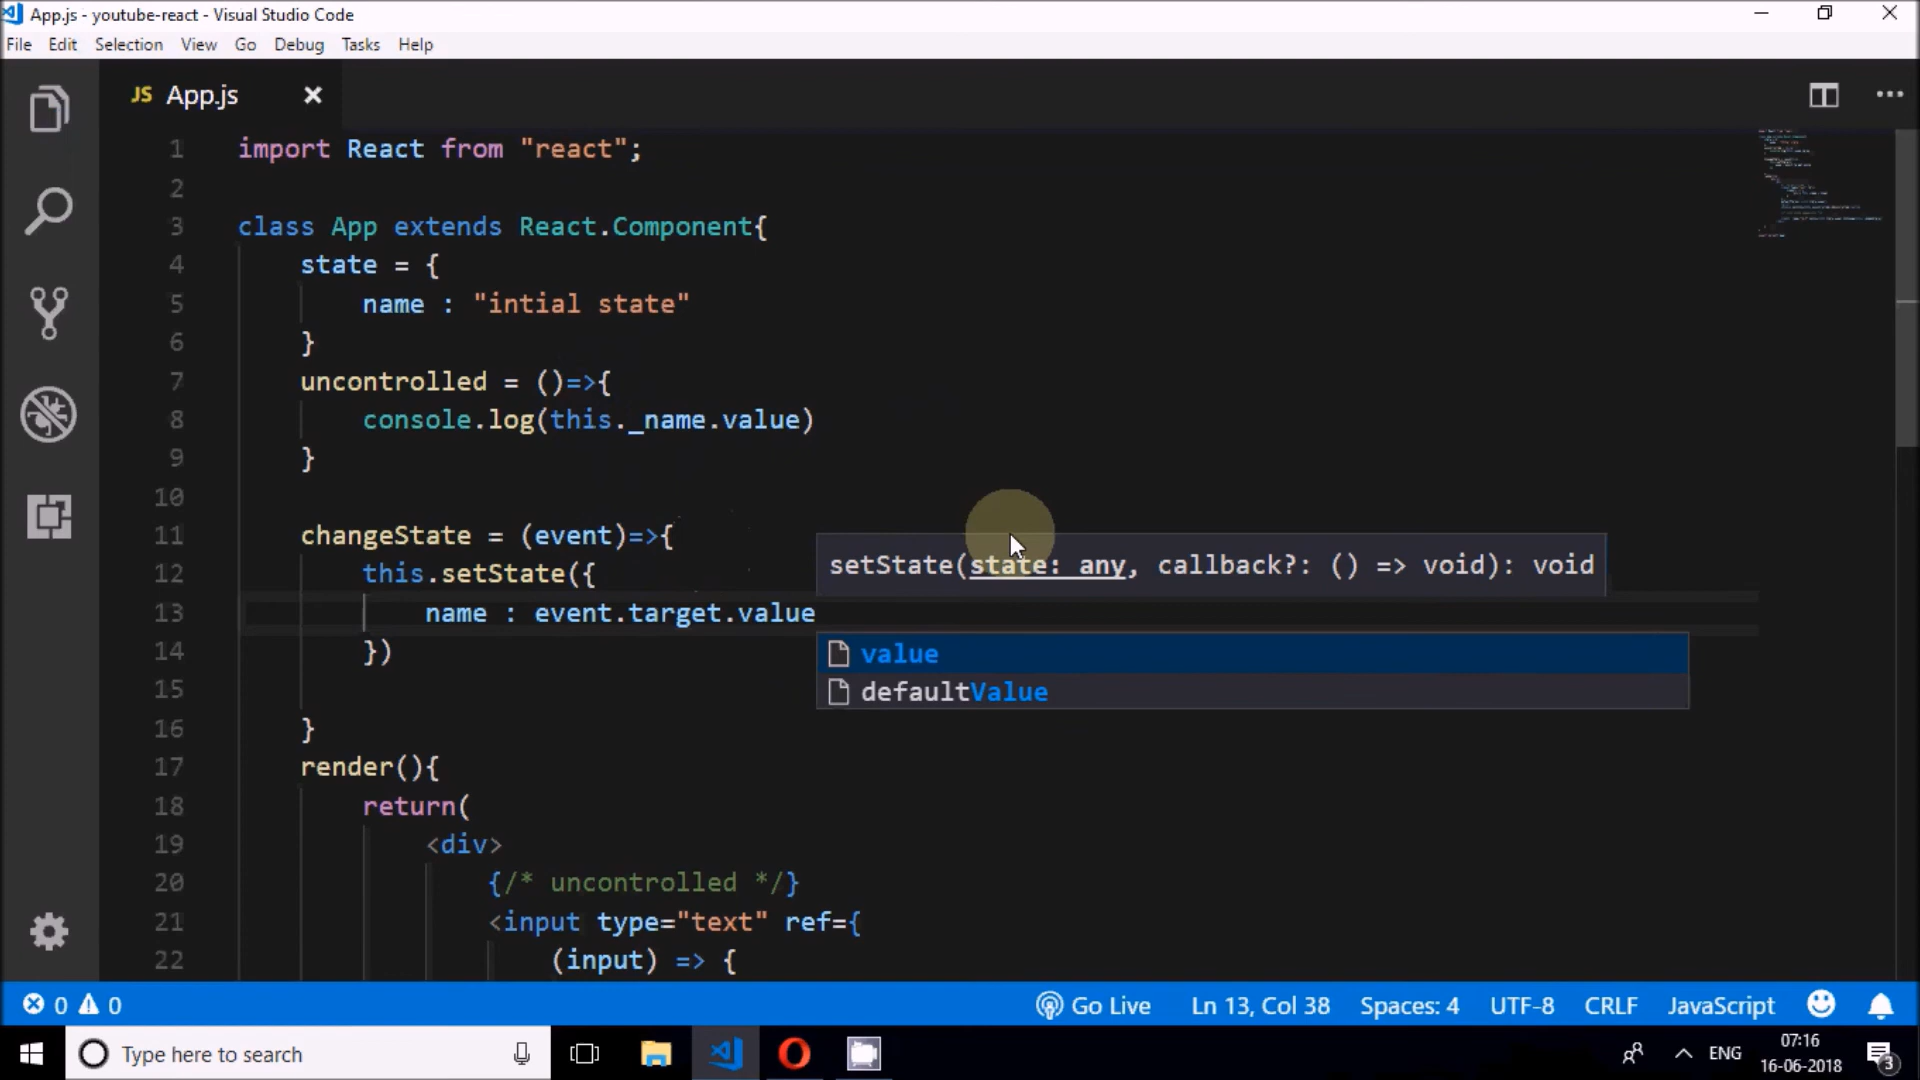 App.js - youtube-react - Visual Studio Code
File Edit Selection View Go Debug Tasks Help
JS App.js
1 import React from "react";
2
3 class App extends React.Component{
4 state = {
5 name : "intial state"
6 }
7 uncontrolled = ()=>{
8 console.log(this._name.value)
9 }
10
11 changeState = (event)=>{
12 this.setState({
setState(state: any, callback?: () => void): void
13 name : event.target.value
value
14 })
defaultValue
15
16 }
17 render(){
18 return(
19 <div>
20 {/* uncontrolled */}
21 <input type="text" ref={
22 (input) => {
0 0 Go Live Ln 13, Col 38 Spaces: 4 UTF-8 CRLF JavaScript
Type here to search
ENG
07:16
16-06-2018
3